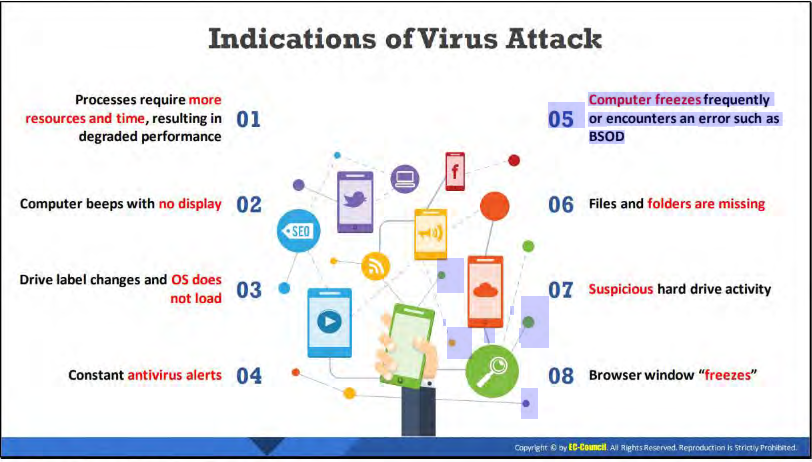 Indications of Virus Attack
Processes require more
resources and time, resulting in
degraded performance
01
Computer beeps with no display
02
Drive label changes and OS does
not load
03
Constant antivirus alerts
04
SEO
f
05
Computer freezes frequently
or encounters an error such as
BSOD
06
Files and folders are missing
07
Suspicious hard drive activity
08
Browser window “freezes”
Copyright © by EC-Council. All Rights Reserved. Reproduction is Strictly Prohibited.